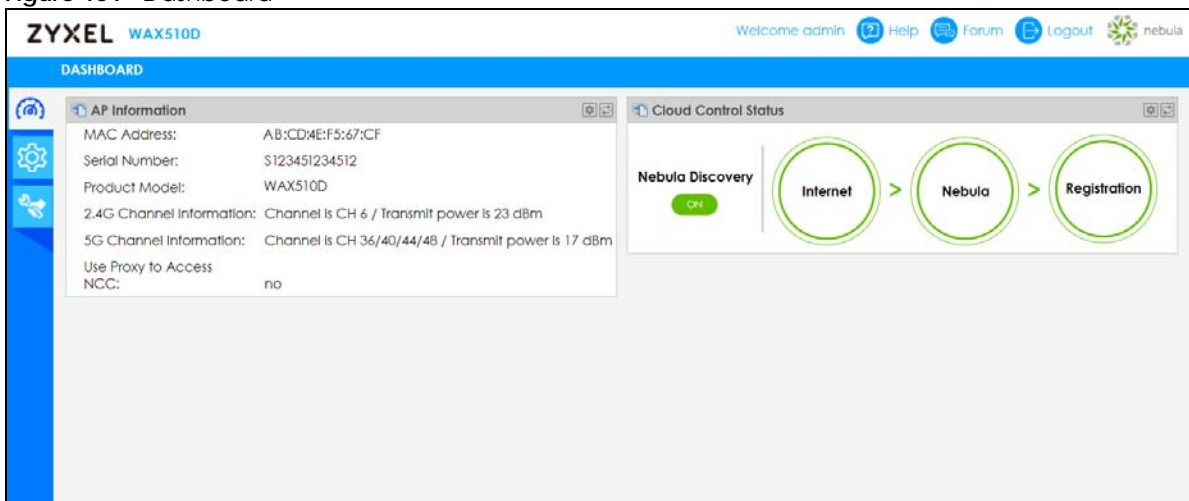 ZYXEL WAX510D
Welcome admin Help Forum Logout nebula
DASHBOARD
AP Information
MAC Address: AB:CD:4E:F5:67:CF
Serial Number: S123451234512
Product Model: WAX510D
2.4G Channel Information: Channel is CH 6 / Transmit power is 23 dBm
5G Channel Information: Channel is CH 36/40/44/48 / Transmit power is 17 dBm
Use Proxy to Access
NCC: no
Cloud Control Status
Nebula Discovery
ON
Internet > Nebula > Registration